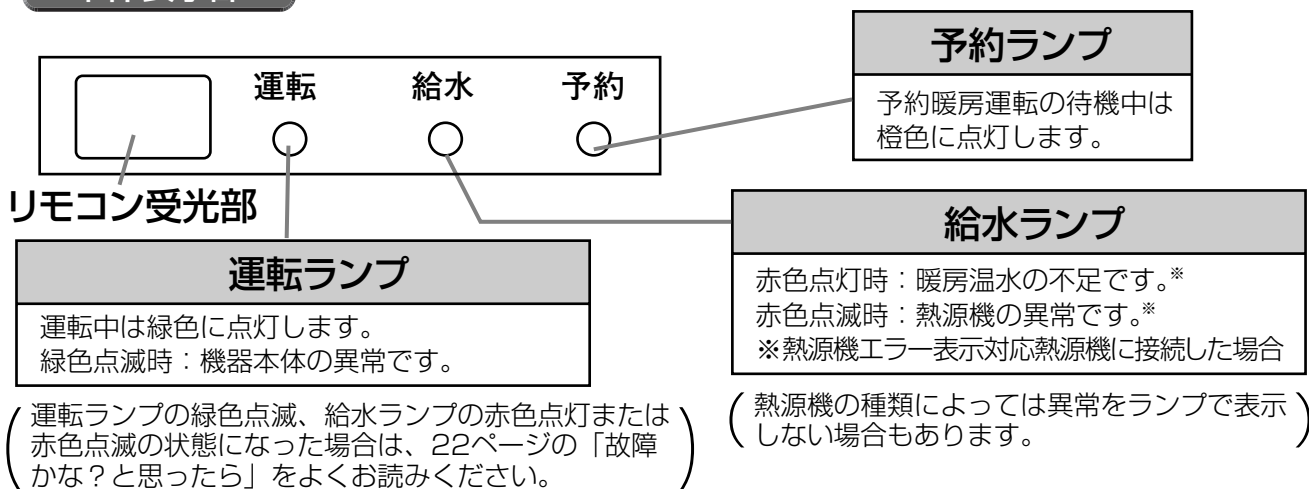 運転
給水
予約
リモコン受光部
予約ランプ
予約暖房運転の待機中は
橙色に点灯します。
運転ランプ
運転中は緑色に点灯します。
緑色点滅時：機器本体の異常です。
給水ランプ
赤色点灯時：暖房温水の不足です。※
赤色点滅時：熱源機の異常です。※
※熱源機エラー表示対応熱源機に接続した場合
運転ランプの緑色点滅、給水ランプの赤色点灯または
赤色点滅の状態になった場合は、22ページの「故障
かな？と思ったら」をよくお読みください。
熱源機の種類によっては異常をランプで表示
しない場合もあります。